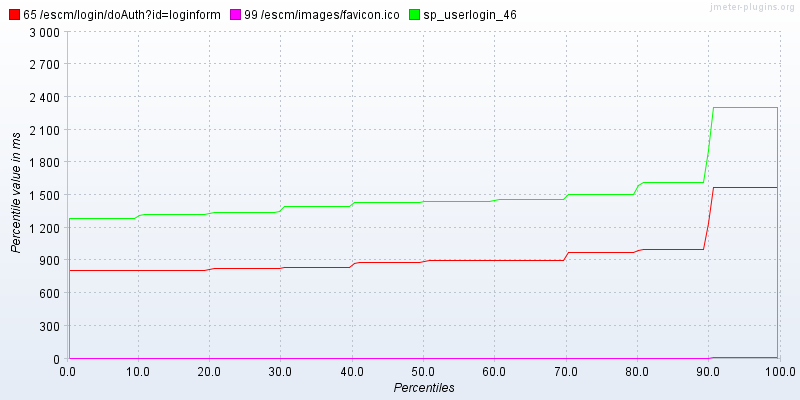 jmeter-plugins.org
65 /escm/login/doAuth?id=loginform 99 /escm/images/favicon.ico sp_userlogin_46
3 000
2 700
2 400
2 100
1 800
1 500
1 200
900
600
300
0
Percentile value in ms
0.0 10.0 20.0 30.0 40.0 50.0 60.0 70.0 80.0 90.0 100.0
Percentiles